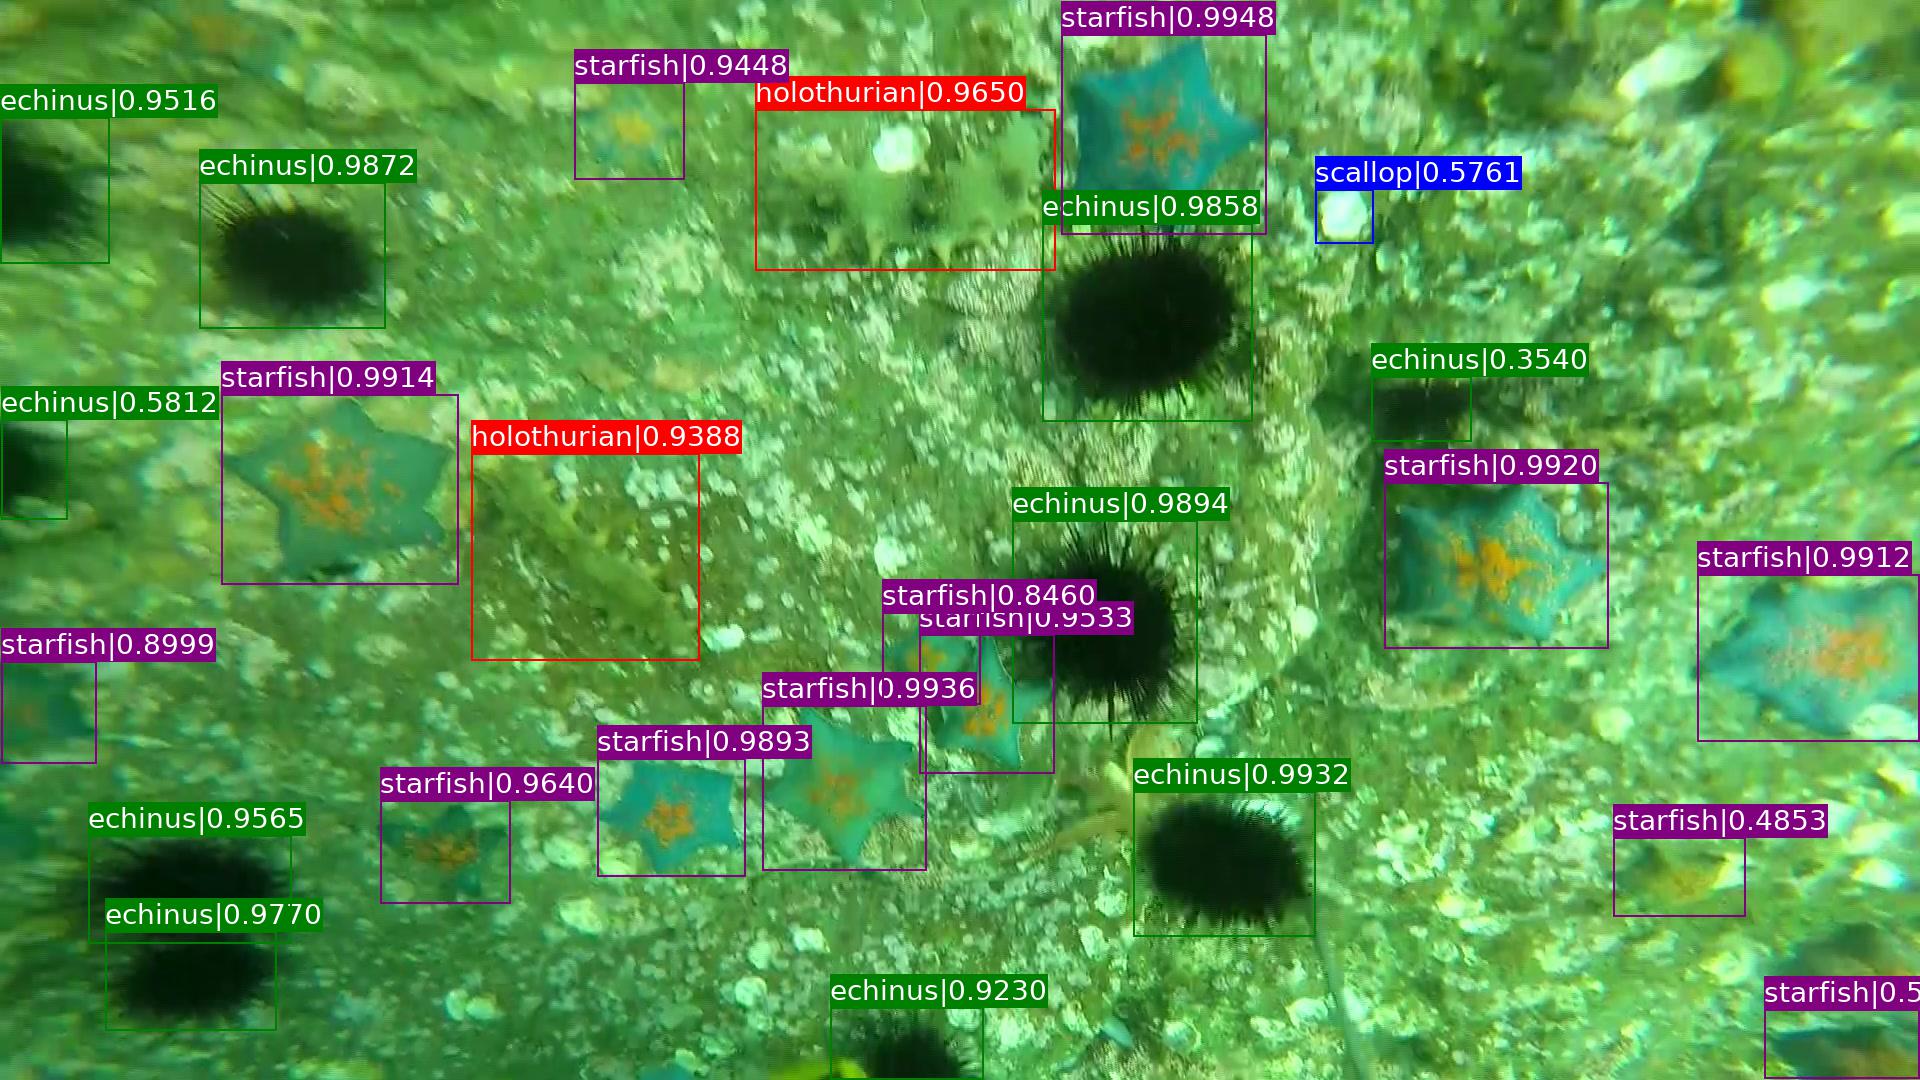 starfish|0.9948
starfish|0.9448
holothurian|0.9650
echinus|0.9516
echinus|0.9872
scallop|0.5761
echinus|0.9858
echinus|0.3540
starfish|0.9914
echinus|0.5812
holothurian|0.9388
starfish|0.9920
echinus|0.9894
starfish|0.9912
starfish|0.8460
starfish|0.9533
starfish|0.8999
starfish|0.9936
starfish|0.9893
echinus|0.9932
starfish|0.9640
echinus|0.9565
starfish|0.4853
echinus|0.9770
echinus|0.9230
starfish|0.5